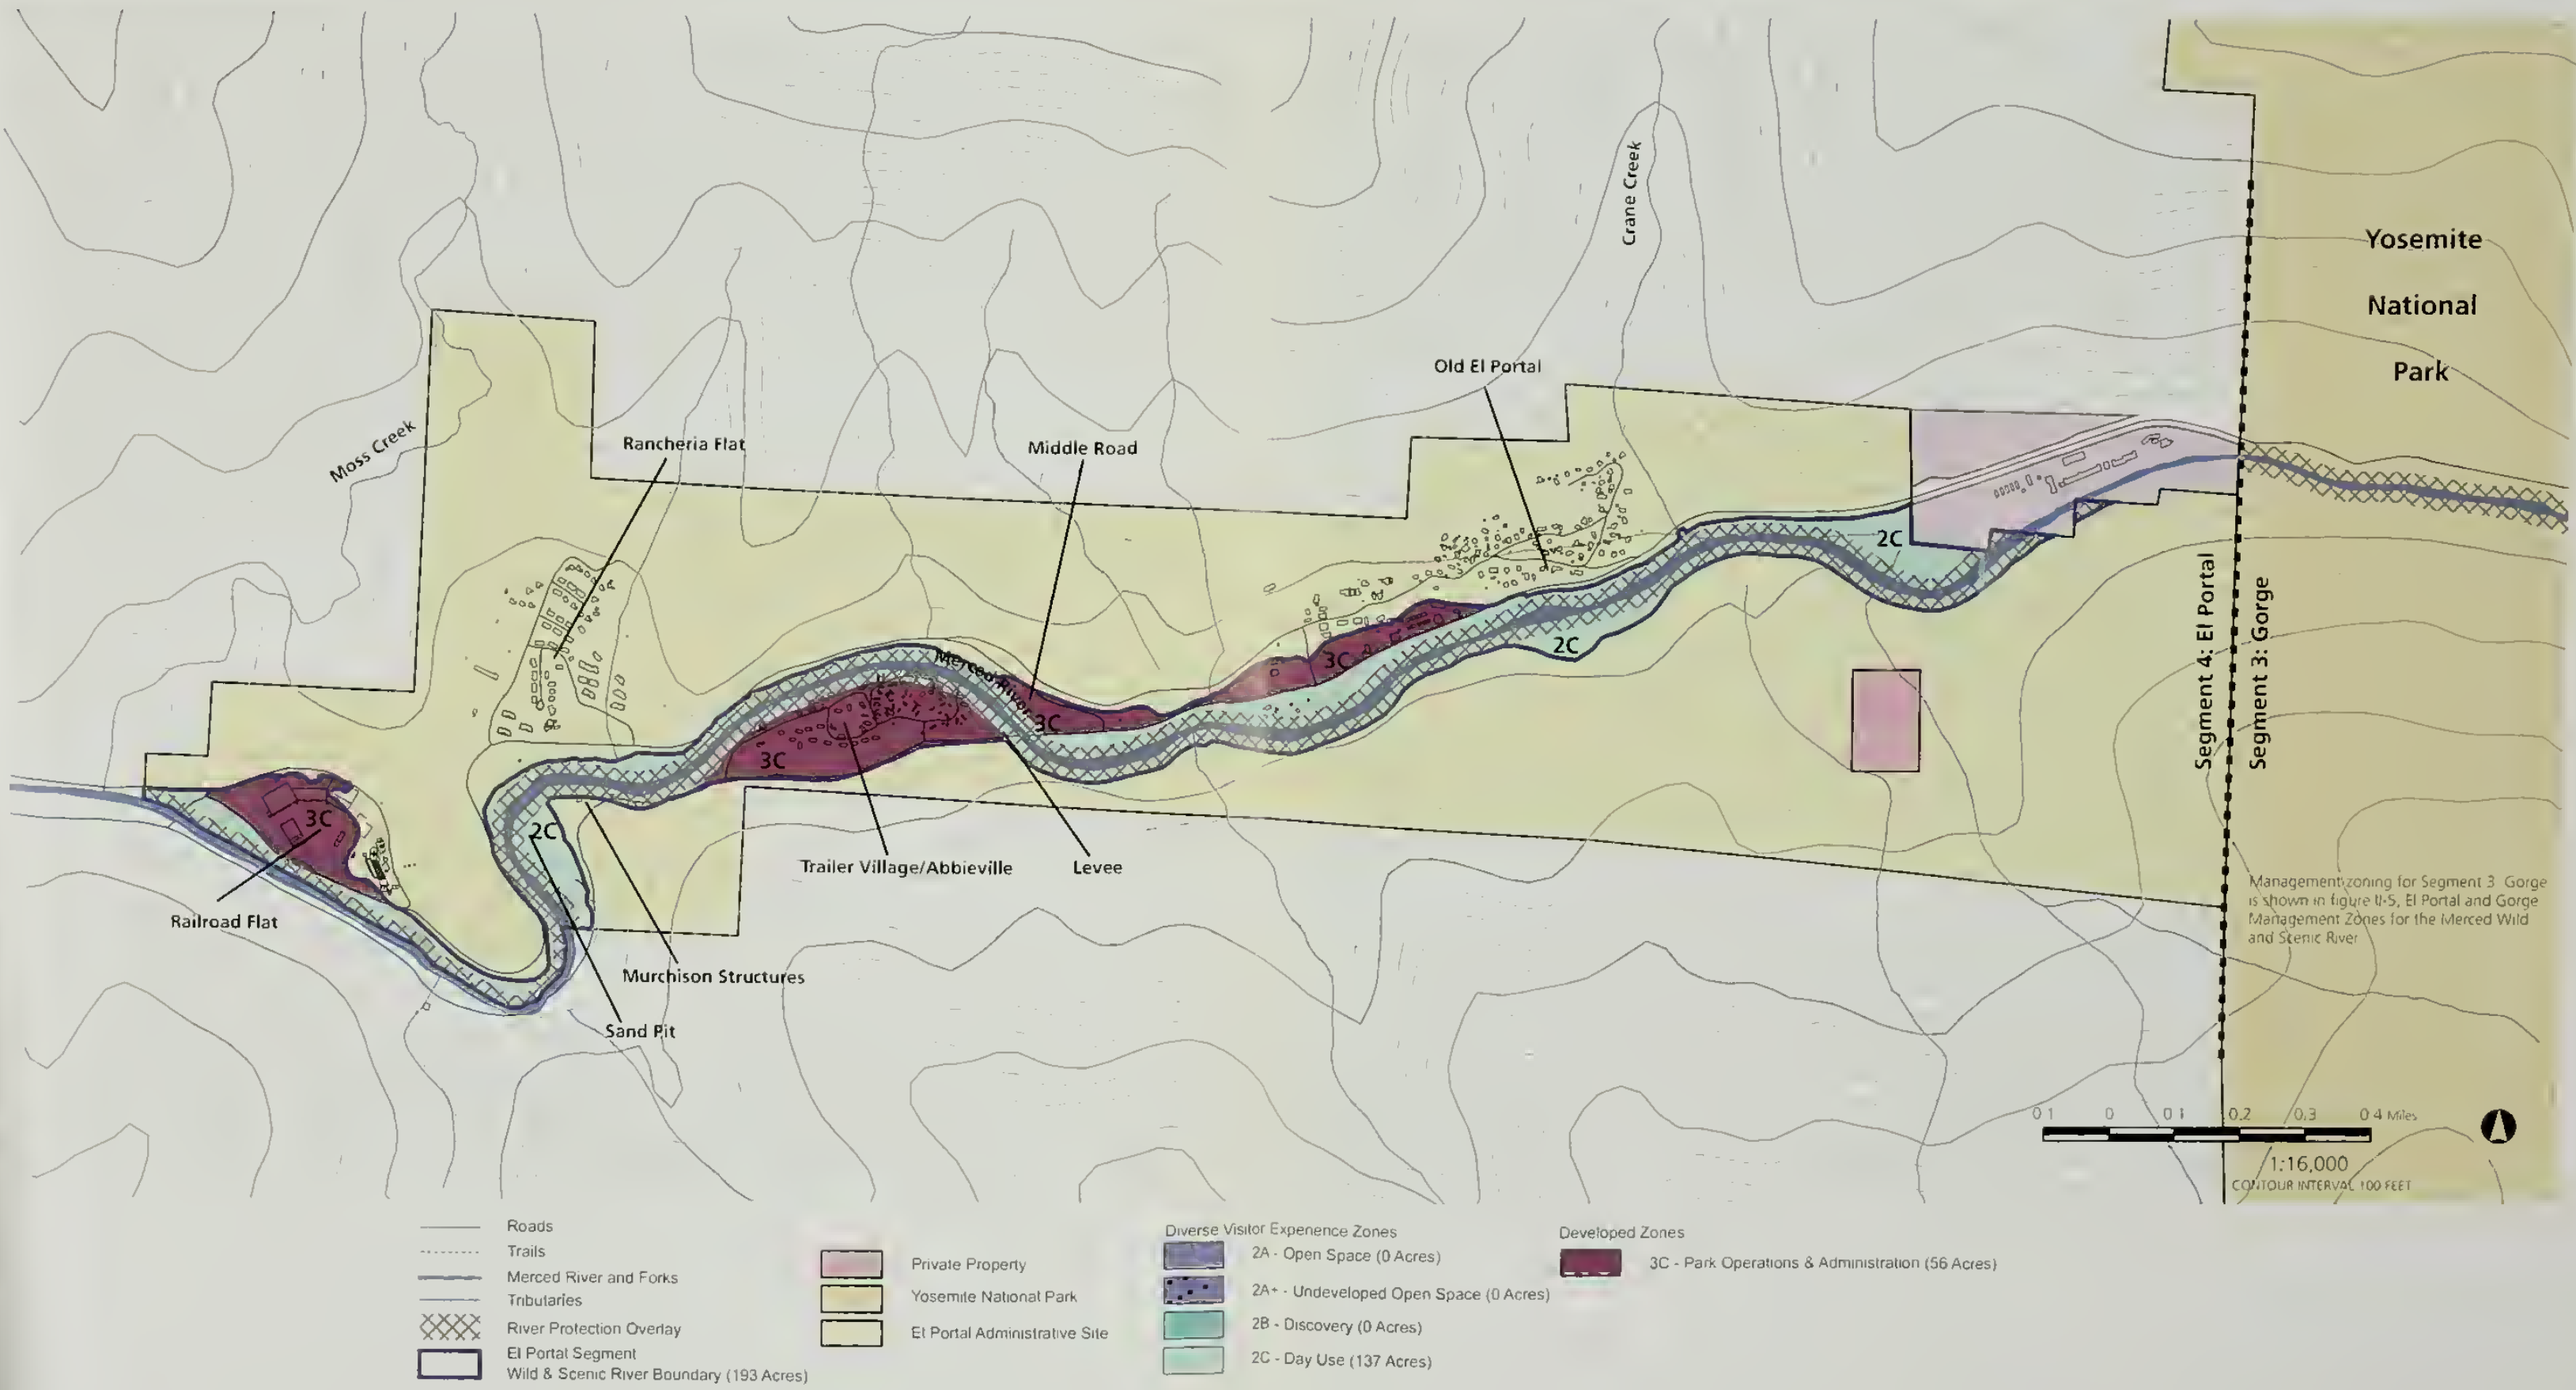 Crane Creek
Yosemite
National
Park
Old El Portal
Moss Creek
Rancheria Flat
Middle Road
2C
Segment 4: El Portal
Segment 3: Gorge
Merced River
3C
2C
3C
3C
3C
2C
Trailer Village/Abbieville
Levee
Railroad Flat
Murchison Structures
Sand Pit
Management zoning for Segment 3 Gorge
is shown in figure II-5, El Portal and Gorge
Management Zones for the Merced Wild
and Scenic River
0 1 0 0 1 0.2 0.3 0 4 Miles
1:16,000
CONTOUR INTERVAL 100 FEET
Roads
Trails
Merced River and Forks
Tributaries
River Protection Overlay
El Portal Segment
Wild & Scenic River Boundary (193 Acres)
Private Property
Yosemite National Park
El Portal Administrative Site
Diverse Visitor Experience Zones
2A - Open Space (0 Acres)
2A+ - Undeveloped Open Space (0 Acres)
2B - Discovery (0 Acres)
2C - Day Use (137 Acres)
Developed Zones
3C - Park Operations & Administration (56 Acres)